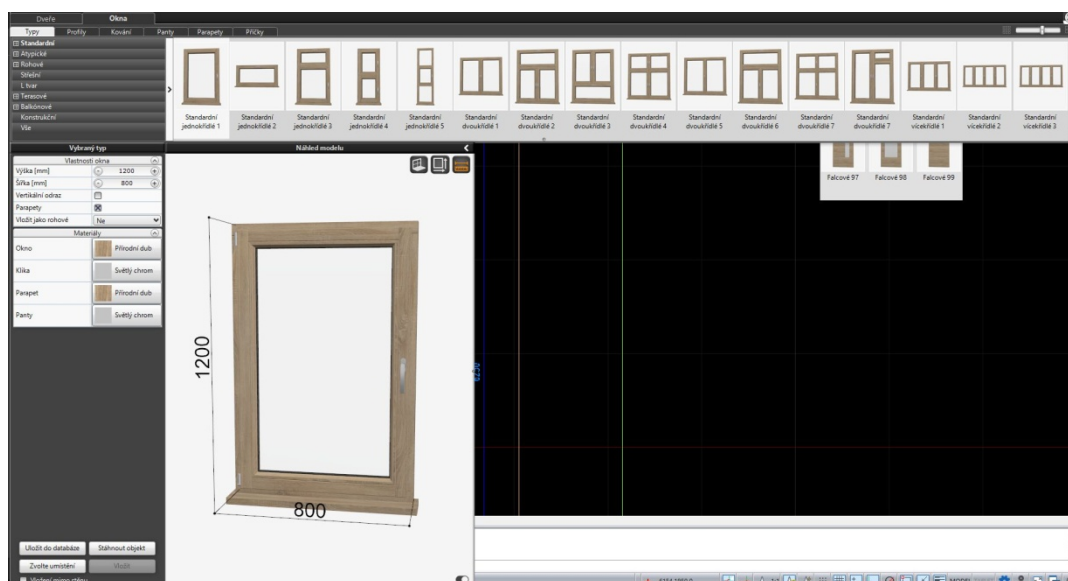 Dveře
Okna
Typy
Profily
Kování
Panty
Parapety
Příčky
Standardní
Atypické
Rohové
Střešní
L tvar
Terasové
Balkónové
Konstrukční
Vše
Standardní
jednokřídlé 1
Standardní
jednokřídlé 2
Standardní
jednokřídlé 3
Standardní
jednokřídlé 4
Standardní
jednokřídlé 5
Standardní
dvoukřídlé 1
Standardní
dvoukřídlé 2
Standardní
dvoukřídlé 3
Standardní
dvoukřídlé 4
Standardní
dvoukřídlé 5
Standardní
dvoukřídlé 6
Standardní
dvoukřídlé 7
Standardní
dvoukřídlé 7
Standardní
vícekřídlé 1
Standardní
vícekřídlé 2
Standardní
vícekřídlé 3
Vybraný typ
Náhled modelu
Vlastnosti okna
Výška [mm]
1200
Šířka [mm]
800
Vertikální odraz
Parapety
Vložit jako rohové
Ne
Materiály
Okno
Přírodní dub
Klika
Světlý chrom
Parapet
Přírodní dub
Panty
Světlý chrom
1200
800
Falcové 97
Falcové 98
Falcové 99
Uložit do databáze
Stáhnout objekt
Zvolte umístění
Vložit
Vložení mimo stěnu